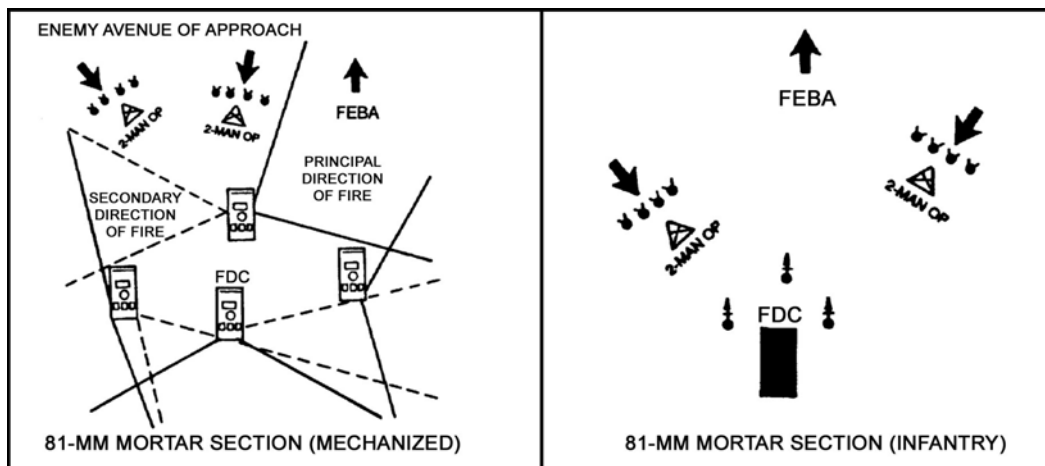 ENEMY AVENUE OF APPROACH
2-MAN OP
2-MAN OP
FEBA
PRINCIPAL
DIRECTION
OF FIRE
SECONDARY
DIRECTION
OF FIRE
FDC
81-MM MORTAR SECTION (MECHANIZED)
FEBA
2-MAN OP
2-MAN OP
FDC
81-MM MORTAR SECTION (INFANTRY)